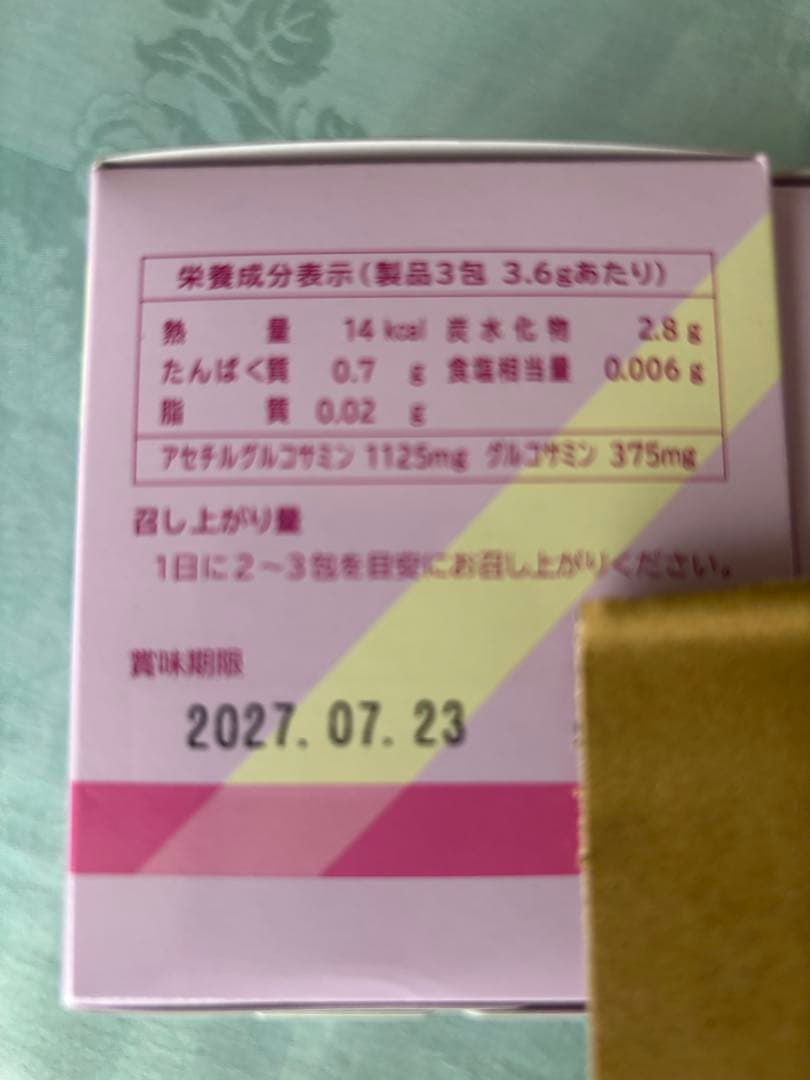 栄養成分表示(製品3包 3.6gあたり)
熱量 14 kcal 炭水化物 2.8 g
たんぱく質 0.7 g 食塩相当量 0.006 g
脂質 0.02 g
アセチルグルコサミン 1125mg グルコサミン 375mg
召し上がり量
1日に2～3包を目安にお召し上がりください。
賞味期限
2027.07.23